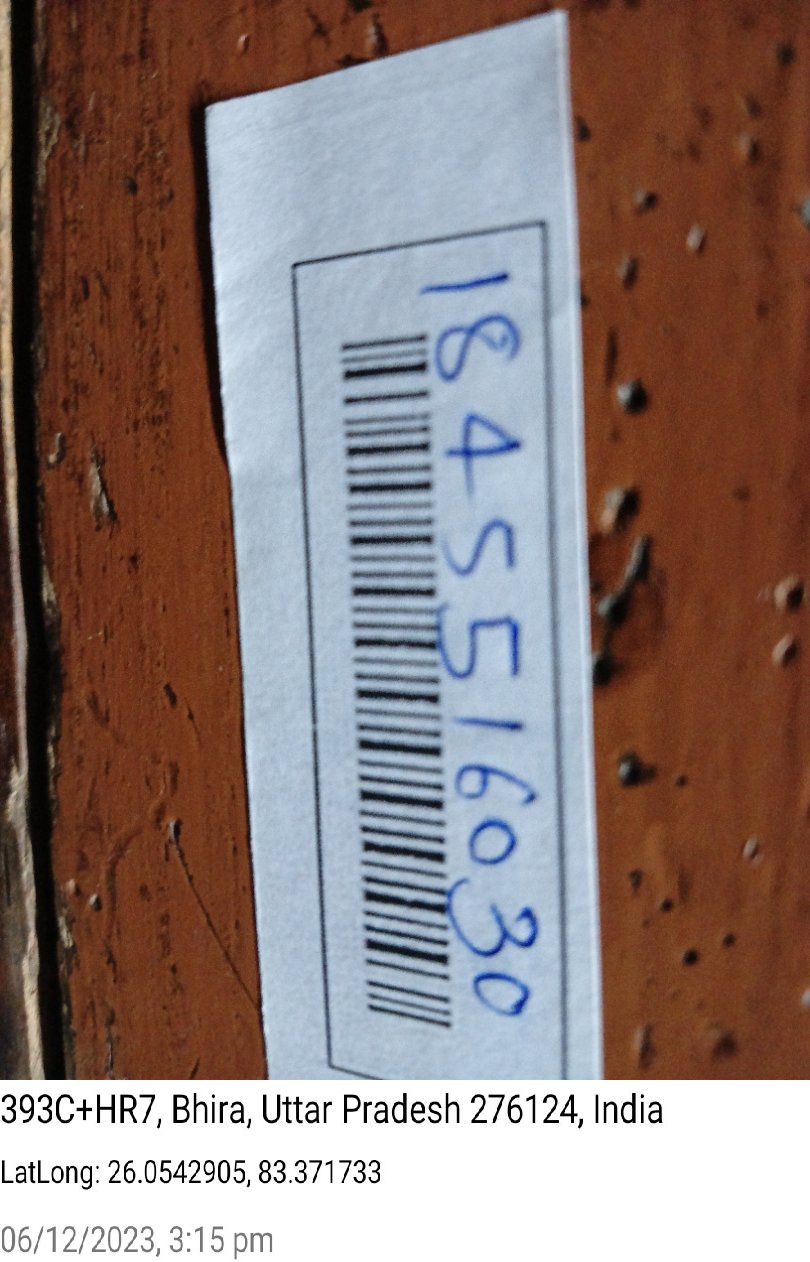 1845516030
393C+HR7, Bhira, Uttar Pradesh 276124, India
LatLong: 26.0542905, 83.371733
06/12/2023, 3:15 pm